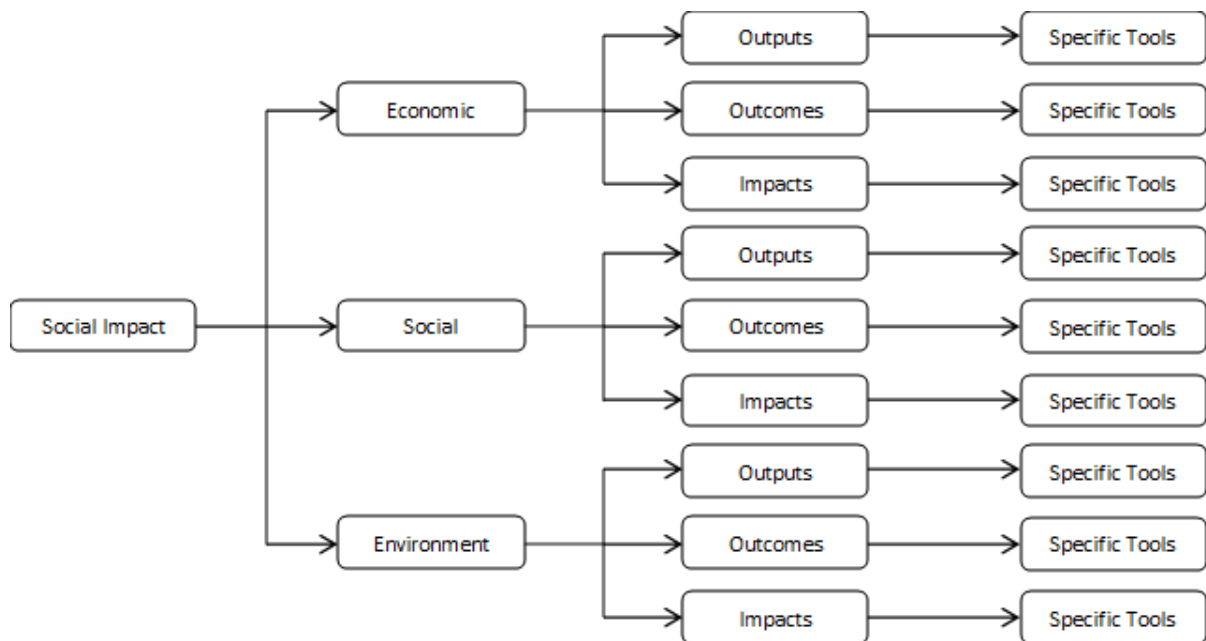 Outputs
Specific Tools
Economic
Outcomes
Specific Tools
Impacts
Specific Tools
Outputs
Specific Tools
Social Impact
Social
Outcomes
Specific Tools
Impacts
Specific Tools
Outputs
Specific Tools
Environment
Outcomes
Specific Tools
Impacts
Specific Tools